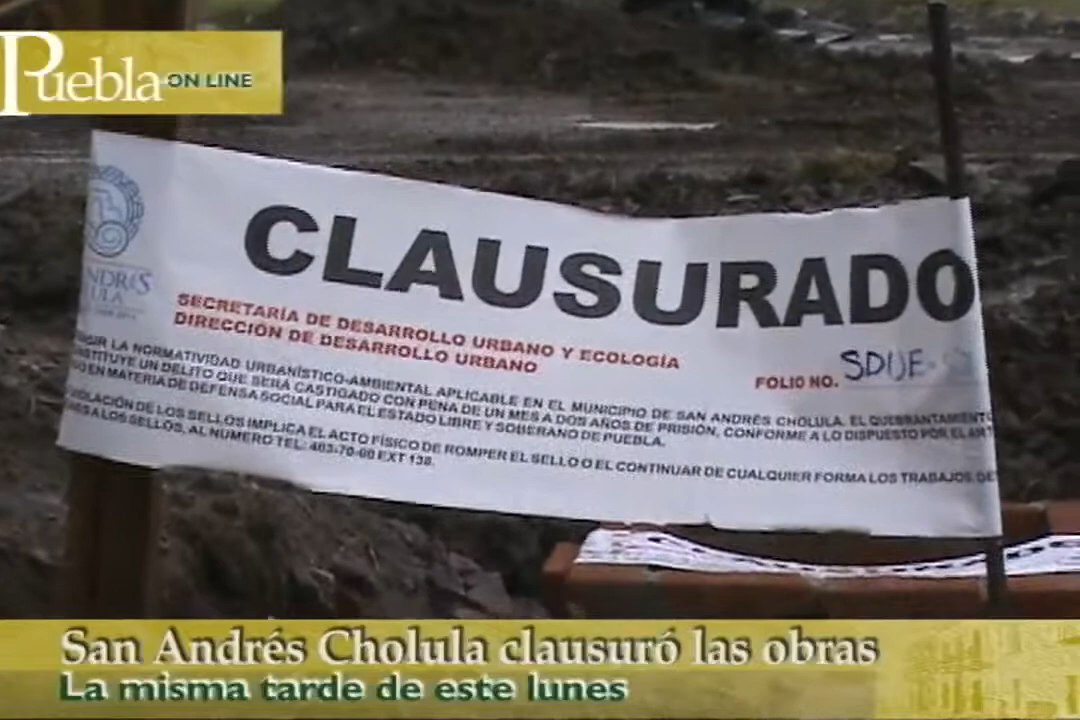 Puebla ON LINE
CLAUSURADO
SECRETARÍA DE DESARROLLO URBANO Y ECOLOGÍA
DIRECCIÓN DE DESARROLLO URBANO
FOLIO NO. SDUE-
LA NORMATIVIDAD URBANÍSTICO-AMBIENTAL APLICABLE EN EL MUNICIPIO DE SAN ANDRÉS CHOLULA. EL QUEBRANTAMIENTO
UN DELITO QUE SERÁ CASTIGADO CON PENA DE UN MES A DOS AÑOS DE PRISIÓN, CONFORME A LO DISPUESTO POR EL
EN MATERIA DE DEFENSA SOCIAL PARA EL ESTADO LIBRE Y SOBERANO DE PUEBLA.
DE LOS SELLOS IMPLICA EL ACTO FÍSICO DE ROMPER EL SELLO O EL CONTINUAR DE CUALQUIER FORMA LOS TRABAJOS
A LOS SELLOS, AL NÚMERO TEL: 403-70-00 EXT 138.
San Andrés Cholula clausuró las obras
La misma tarde de este lunes